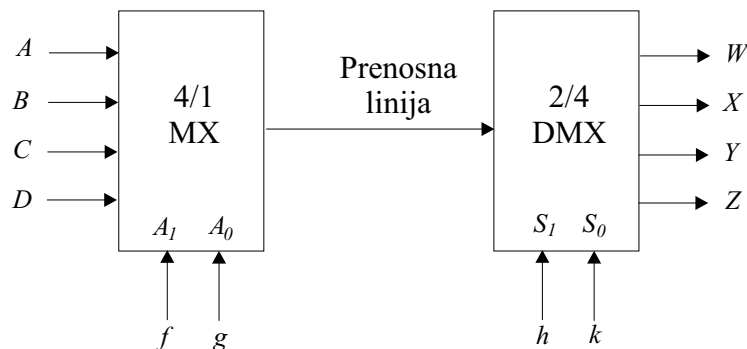 A
B
C
D
4/1
MX
A1 A0
f g
Prenosna
linija
2/4
DMX
S1 S0
h k
W
X
Y
Z